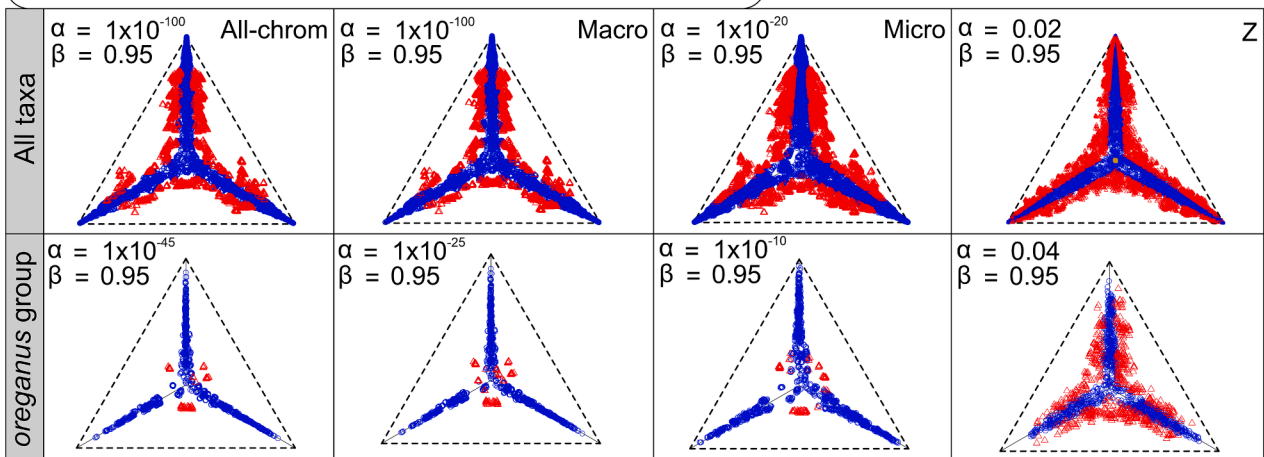 All taxa
α = 1x10⁻¹⁰⁰ All-chrom
β = 0.95
α = 1x10⁻¹⁰⁰ Macro
β = 0.95
α = 1x10⁻²⁰ Micro
β = 0.95
α = 0.02 Z
β = 0.95
oreganus group
α = 1x10⁻⁴⁵
β = 0.95
α = 1x10⁻²⁵
β = 0.95
α = 1x10⁻¹⁰
β = 0.95
α = 0.04
β = 0.95